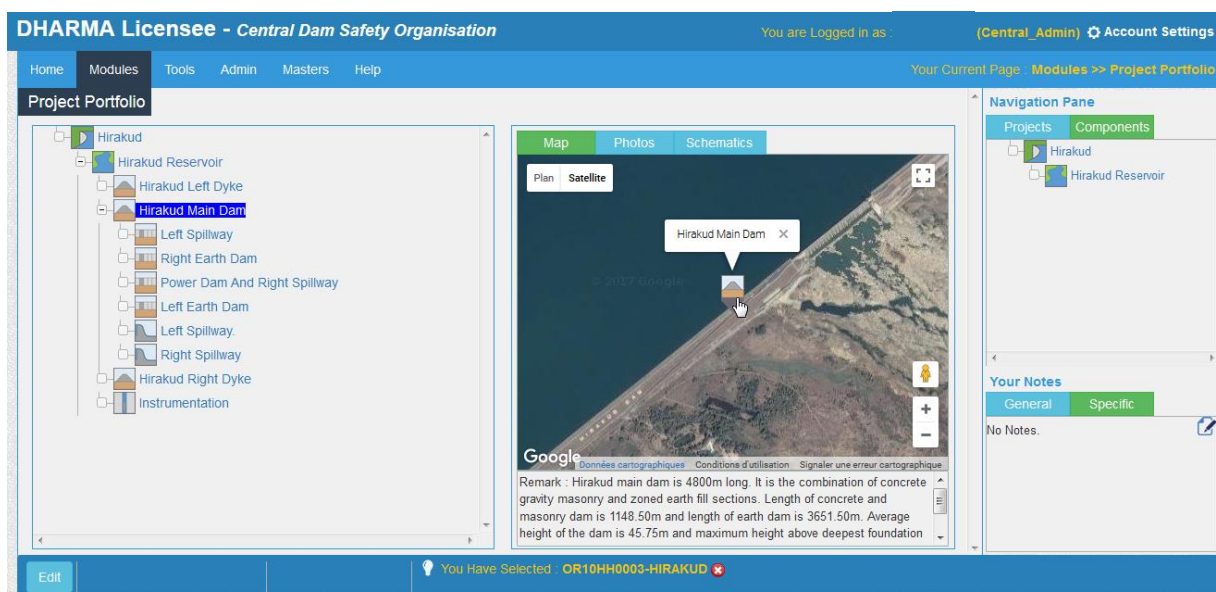 DHARMA Licensee - Central Dam Safety Organisation
You are Logged in as : (Central_Admin) Account Settings
Home Modules Tools Admin Masters Help
Your Current Page : Modules >> Project Portfolio
Project Portfolio
Hirakud
Hirakud Reservoir
Hirakud Left Dyke
Hirakud Main Dam
Left Spillway
Right Earth Dam
Power Dam And Right Spillway
Left Earth Dam
Left Spillway.
Right Spillway
Hirakud Right Dyke
Instrumentation
Map Photos Schematics
Plan Satellite
Hirakud Main Dam ×
© 2017 Google
+
−
Google
Données cartographiques Conditions d'utilisation Signaler une erreur cartographique
Remark : Hirakud main dam is 4800m long. It is the combination of concrete
gravity masonry and zoned earth fill sections. Length of concrete and
masonry dam is 1148.50m and length of earth dam is 3651.50m. Average
height of the dam is 45.75m and maximum height above deepest foundation
Navigation Pane
Projects Components
Hirakud
Hirakud Reservoir
Your Notes
General Specific
No Notes.
Edit
You Have Selected : OR10HH0003-HIRAKUD